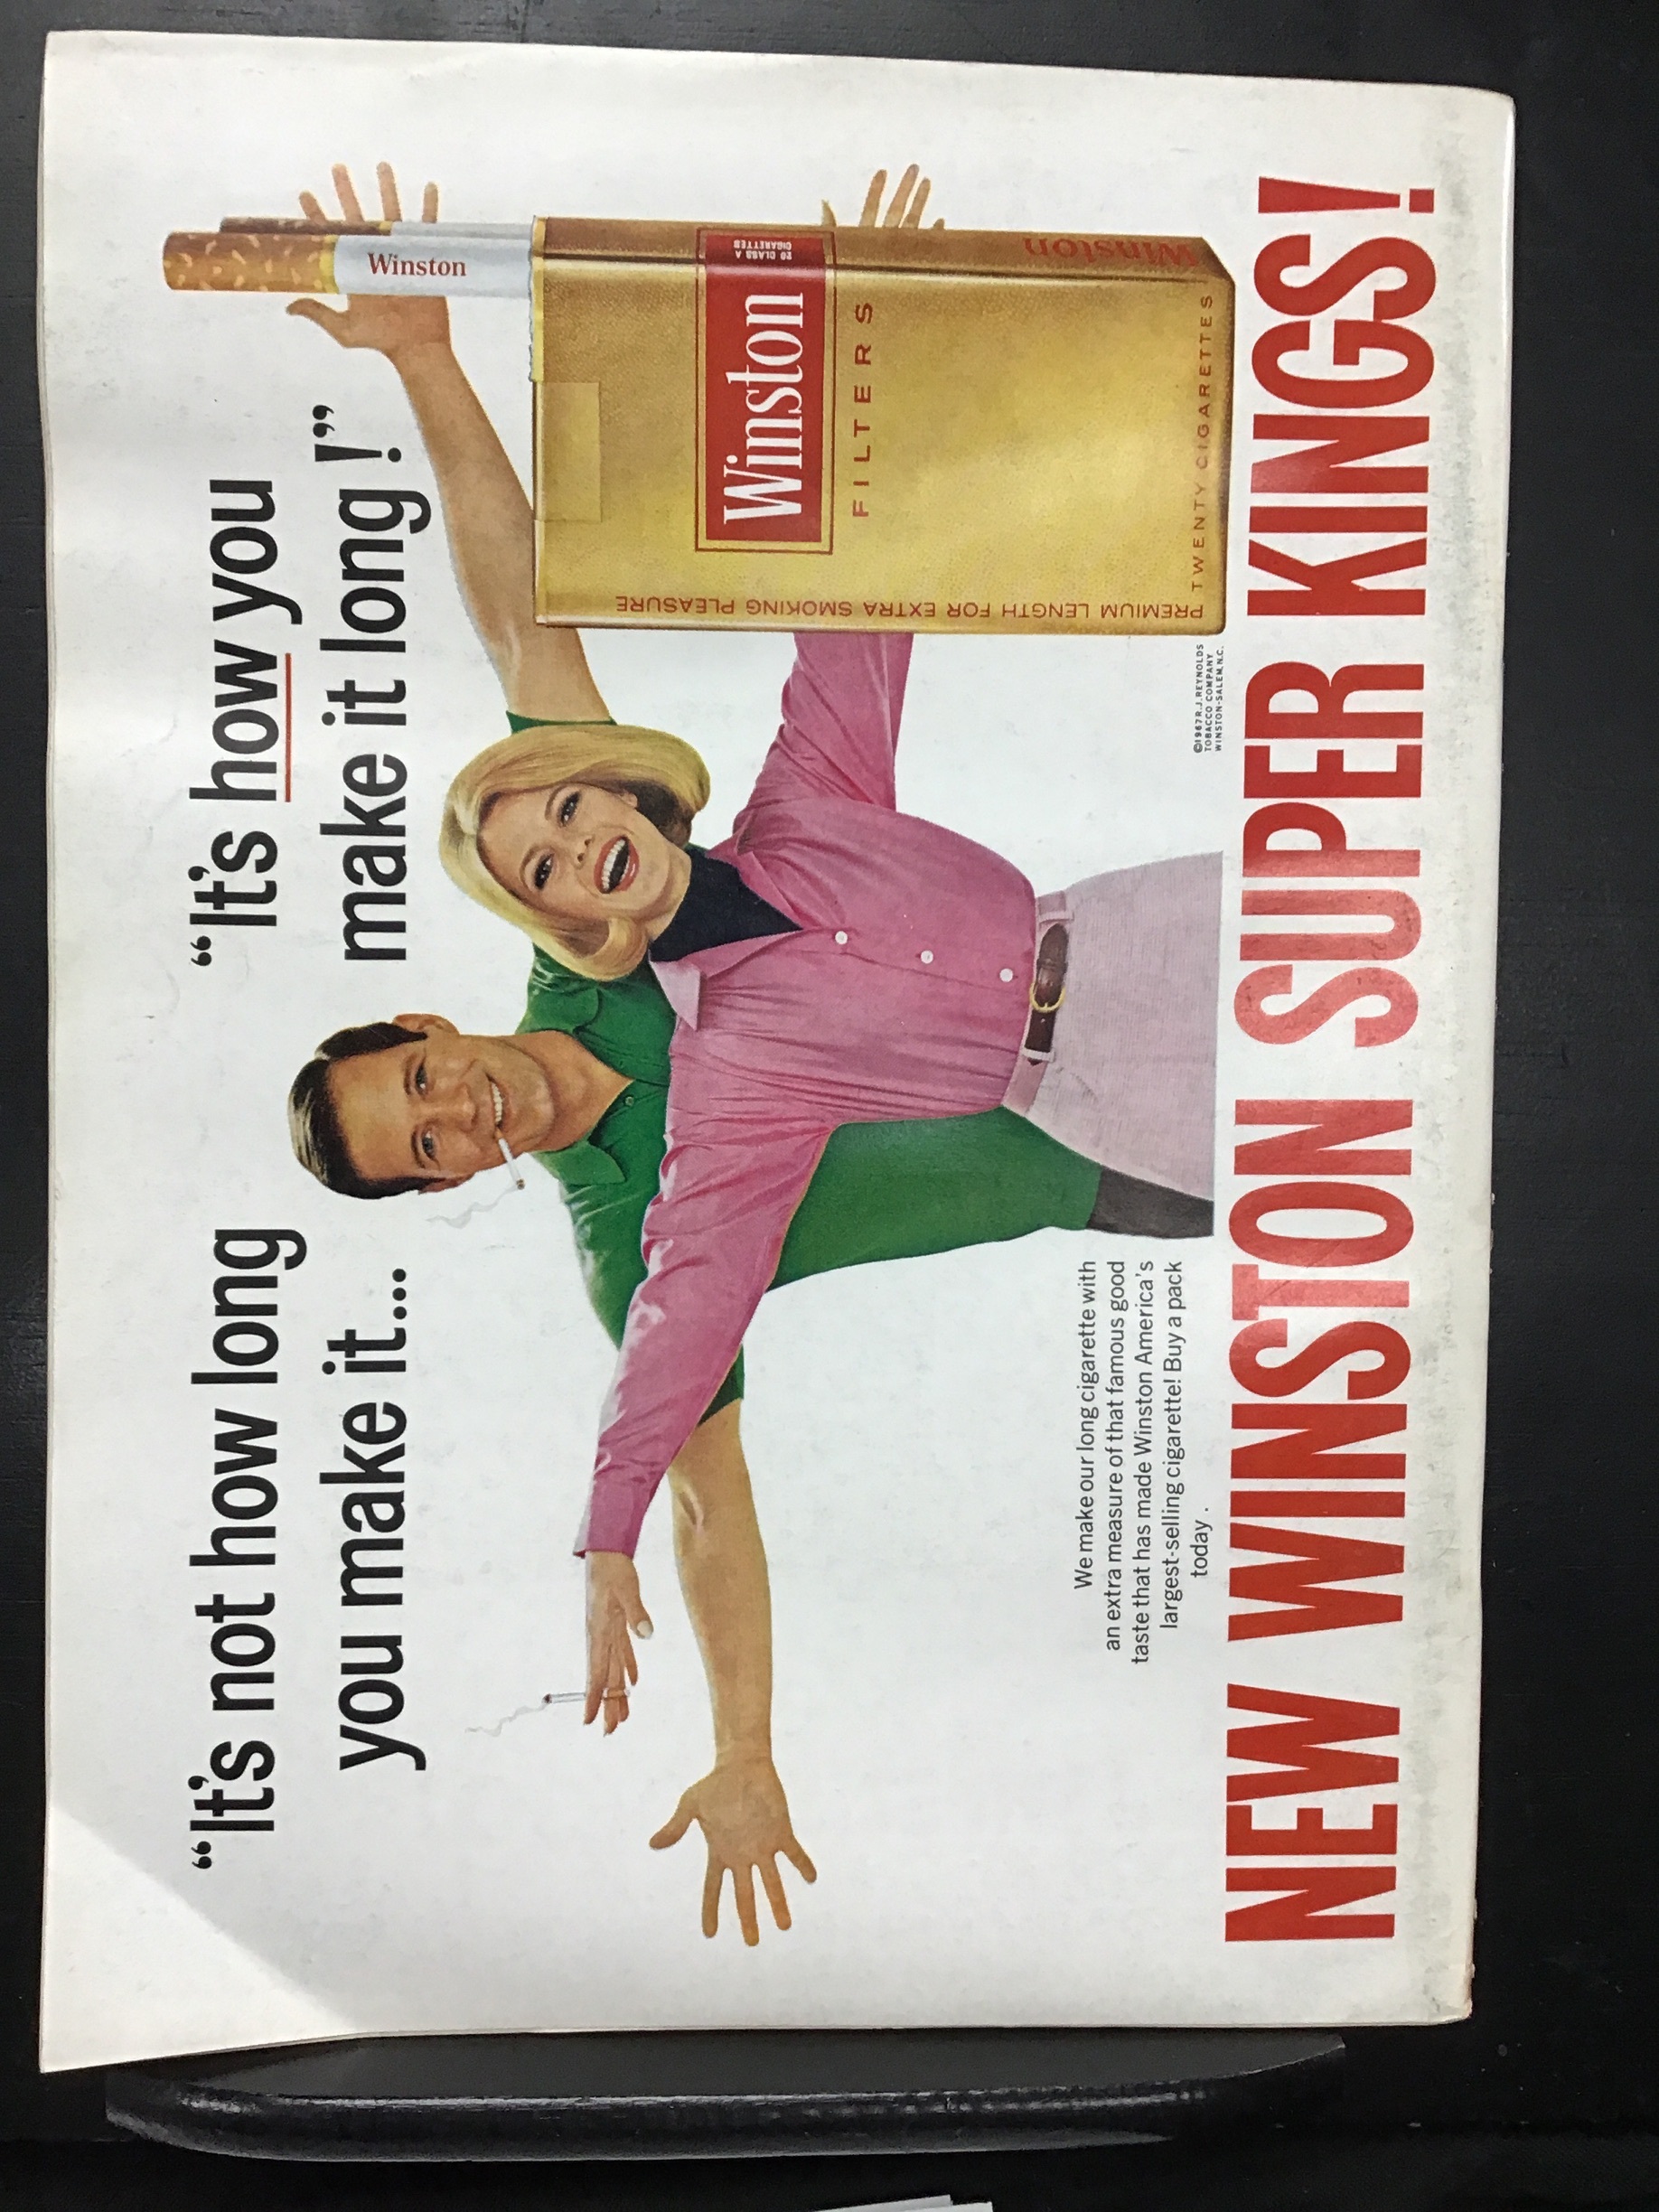 “It's not how long
you make it...
“It's how you
make it long!”
Winston
Winston
20 CLASS A
CIGARETTES
FILTERS
Winston
PREMIUM LENGTH FOR EXTRA SMOKING PLEASURE
TWENTY CIGARETTES
We make our long cigarette with
an extra measure of that famous good
taste that has made Winston America's
largest-selling cigarette! Buy a pack
today.
©1967 R.J. REYNOLDS
TOBACCO COMPANY
WINSTON-SALEM, N.C.
NEW WINSTON SUPER KINGS!